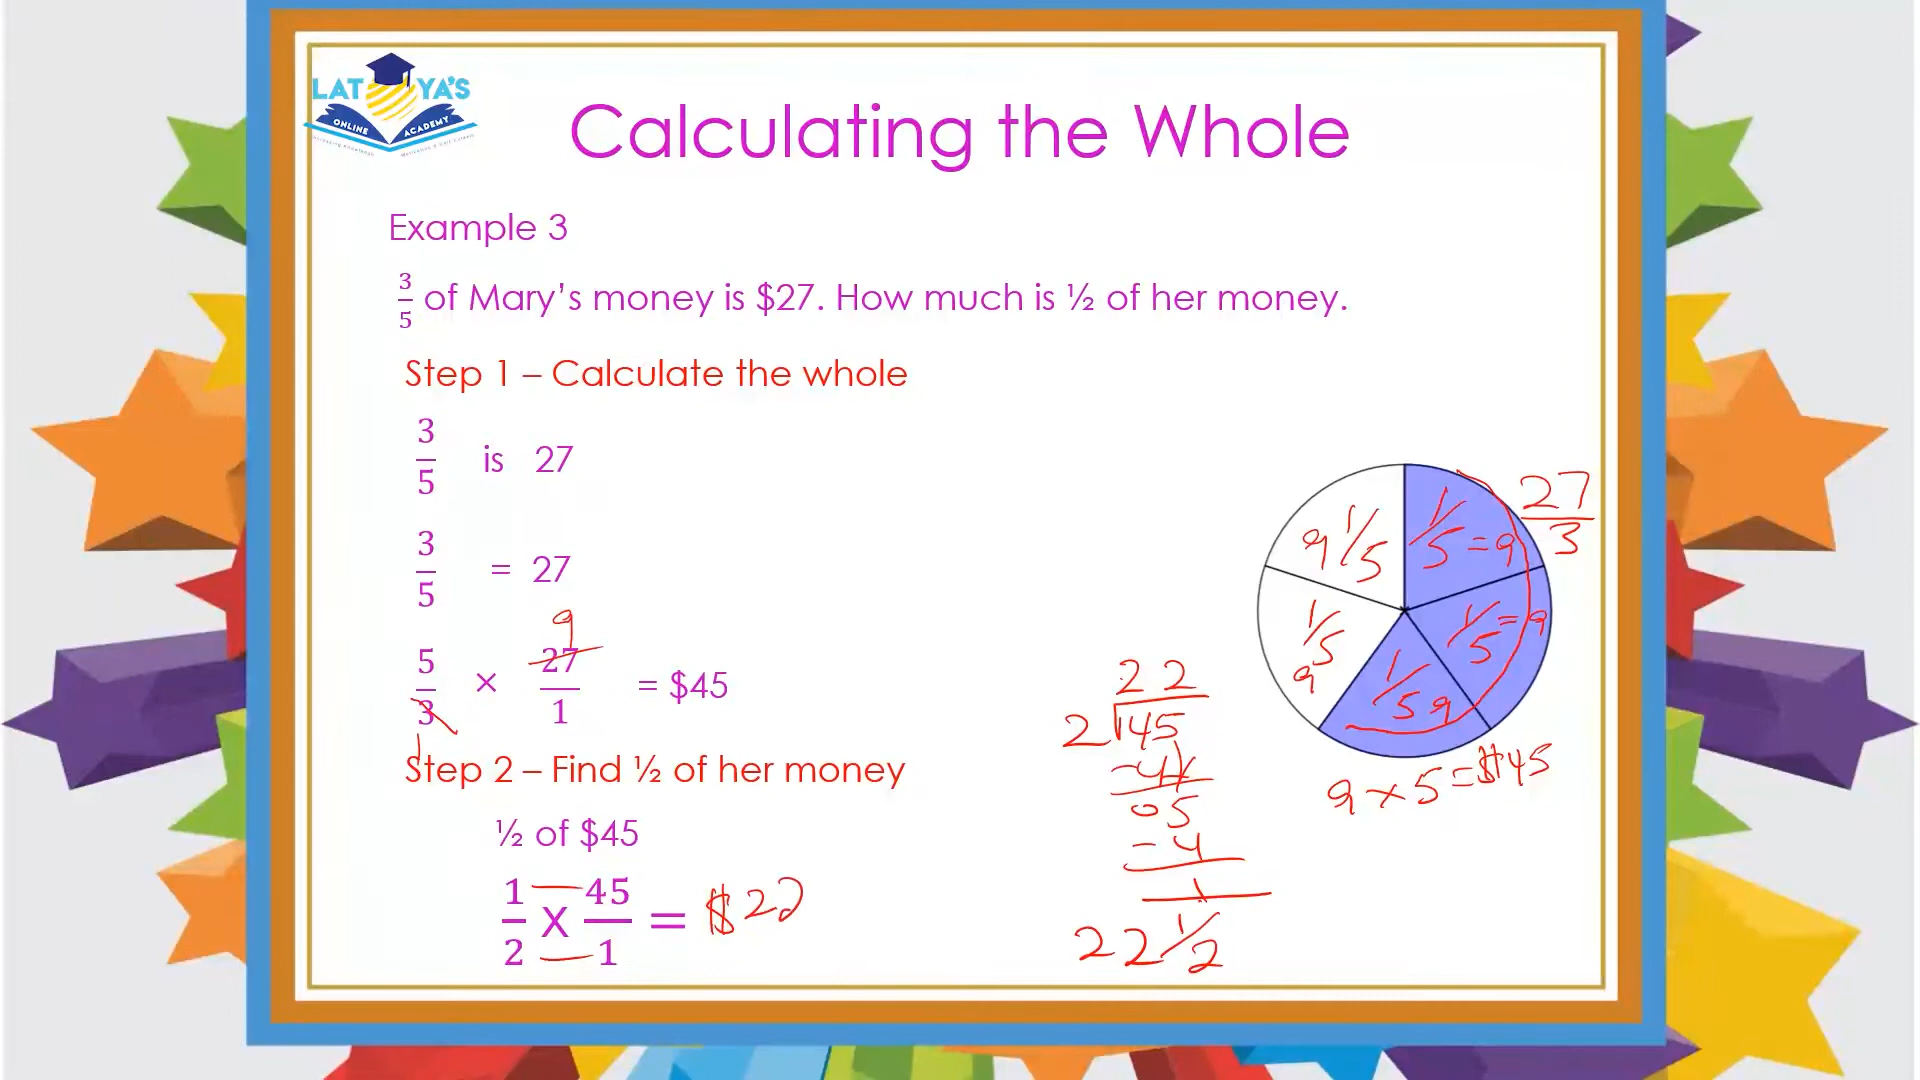 LATOYA'S
ONLINE ACADEMY
Calculating the Whole
Example 3
3/5 of Mary's money is $27. How much is ½ of her money.
Step 1 – Calculate the whole
3/5 is 27
3/5 = 27
9
5/3 × 27/1 = $45
1
Step 2 – Find ½ of her money
½ of $45
1/2 X 45/1 = $22
22
2 45
-44
05
-4
1
22 1/2
9 1/5
1/5 = 9
27/3
1/5 = 9
1/5 9
1/5 9
9 × 5 = $45